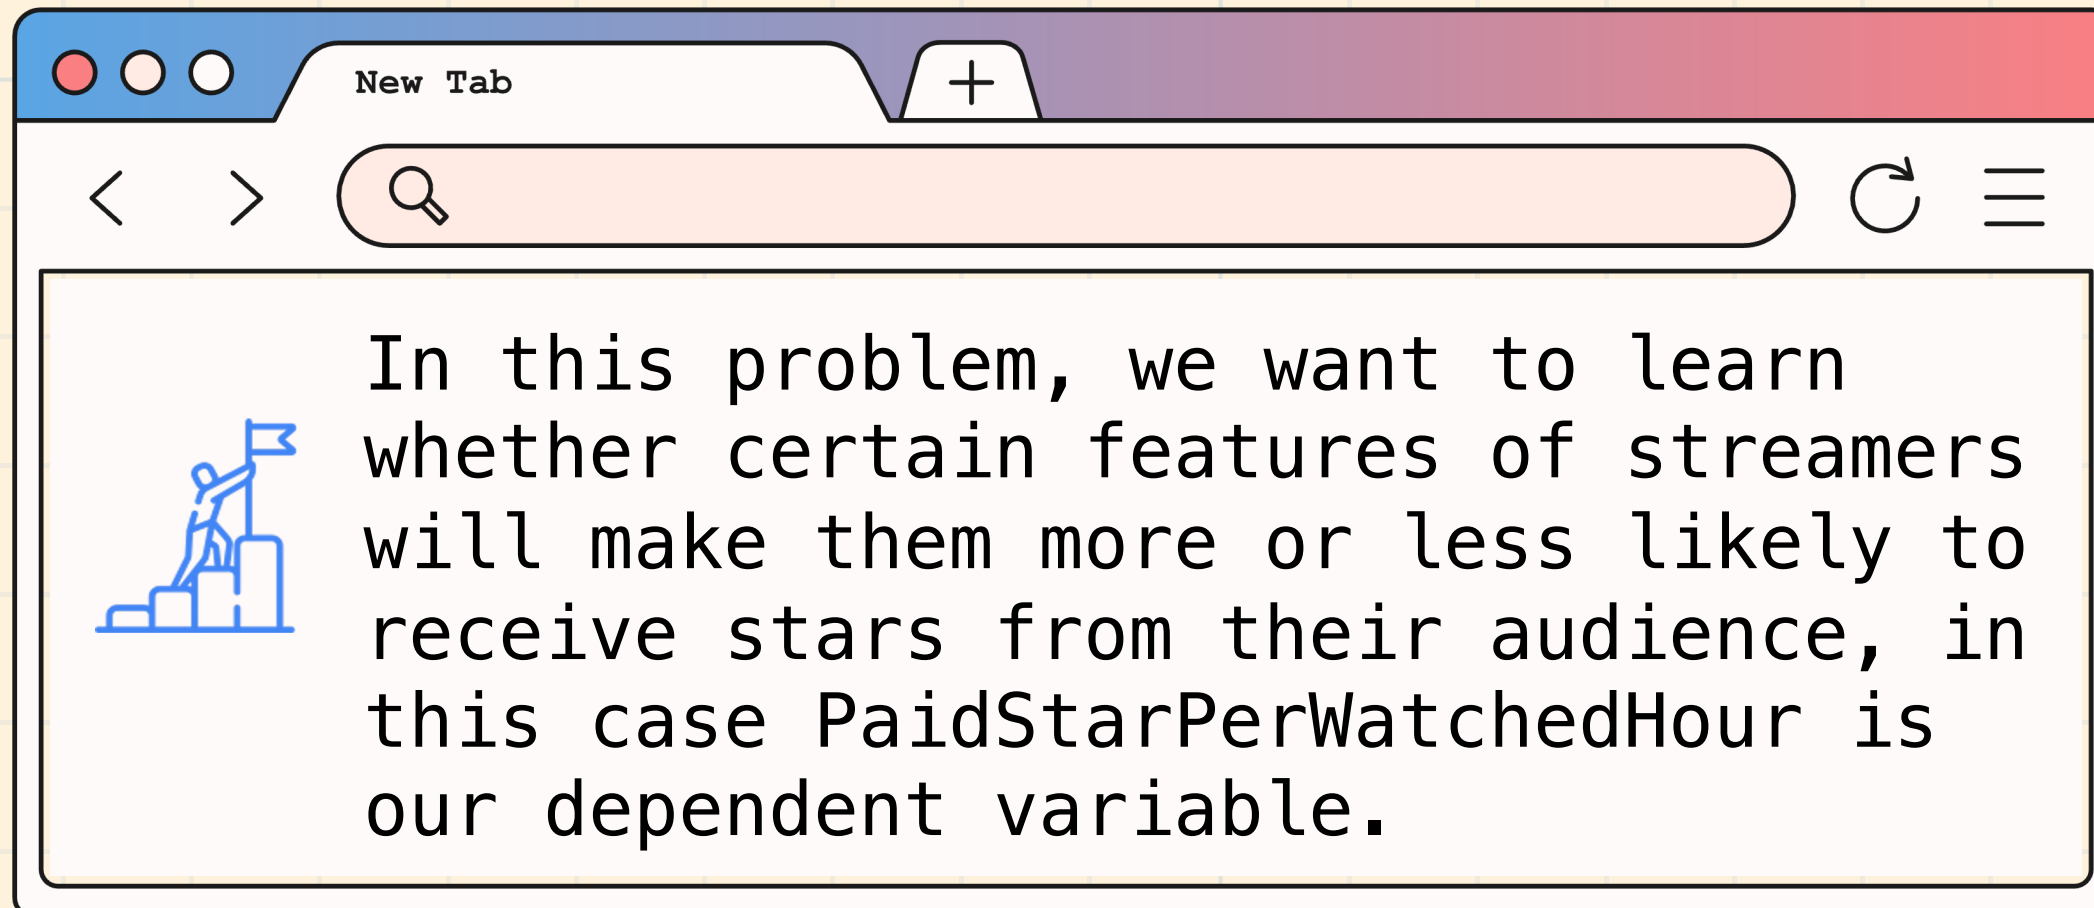 New Tab
In this problem, we want to learn
whether certain features of streamers
will make them more or less likely to
receive stars from their audience, in
this case PaidStarPerWatchedHour is
our dependent variable.